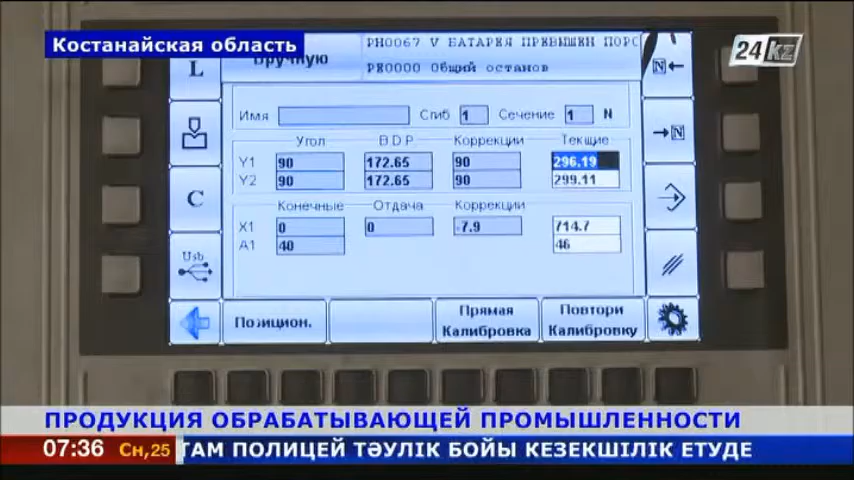 Костанайская область
24kz
PH0067 V БАТАРЕЯ ПРЕВЫШЕН ПОРС
Вручную
PE0000 Общий останов
L
N
Имя
Сгиб 1
Сечение 1
N
Угол BDP Коррекции Текщие
Y1 90 172.65 90 296.19
Y2 90 172.65 90 299.11
Конечные Отдача Коррекции
X1 0 0 -7.9 714.7
A1 40 46
N
C
Usb
Позицион.
Прямая Калибровка
Повтори Калибровку
ПРОДУКЦИЯ ОБРАБАТЫВАЮЩЕЙ ПРОМЫШЛЕННОСТИ
07:36 Сн,25 ТАМ ПОЛИЦЕЙ ТӘУЛІК БОЙЫ КЕЗЕКШІЛІК ЕТУДЕ